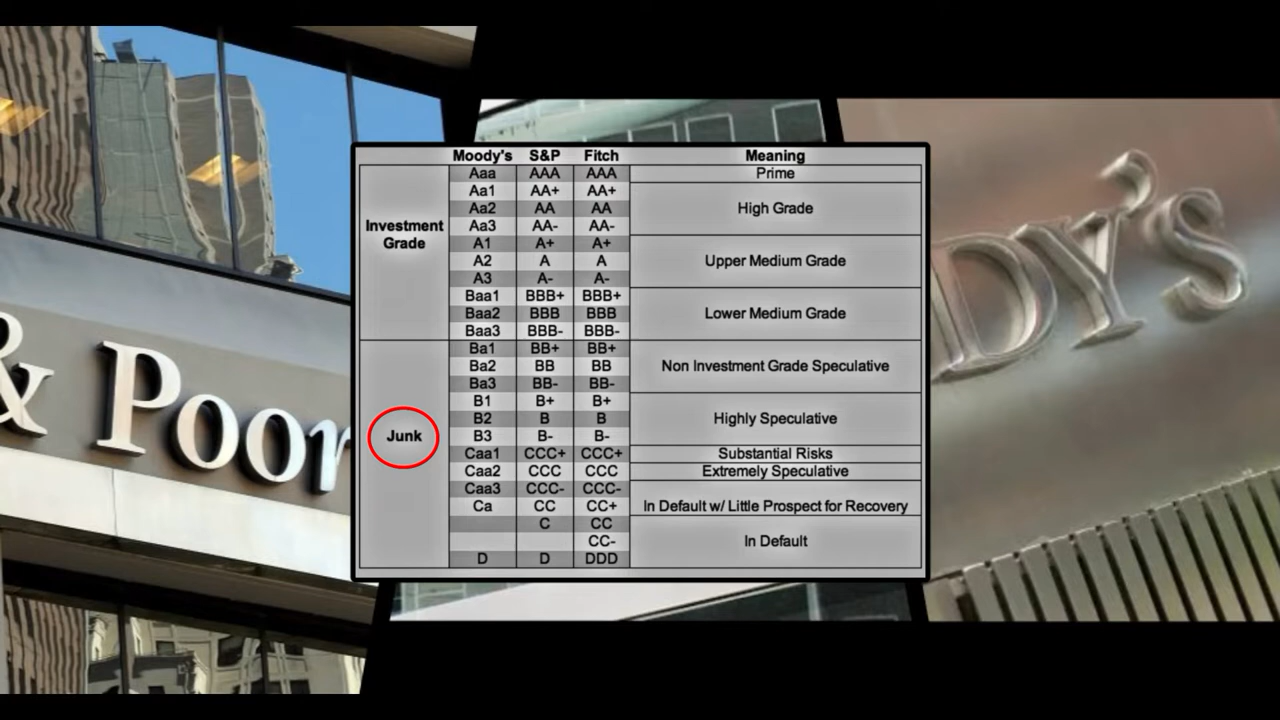 Moody's S&P Fitch Meaning
Aaa AAA AAA Prime
Aa1 AA+ AA+
Aa2 AA AA High Grade
Investment
Grade
Aa3 AA- AA-
A1 A+ A+
A2 A A Upper Medium Grade
A3 A- A-
Baa1 BBB+ BBB+
Baa2 BBB BBB Lower Medium Grade
Baa3 BBB- BBB-
Ba1 BB+ BB+
Ba2 BB BB Non Investment Grade Speculative
Ba3 BB- BB-
B1 B+ B+
B2 B B Highly Speculative
Junk B3 B- B-
Caa1 CCC+ CCC+ Substantial Risks
Caa2 CCC CCC Extremely Speculative
Caa3 CCC- CCC-
Ca CC CC+ In Default w/ Little Prospect for Recovery
C CC
CC- In Default
D D DDD
& Poor
DY's